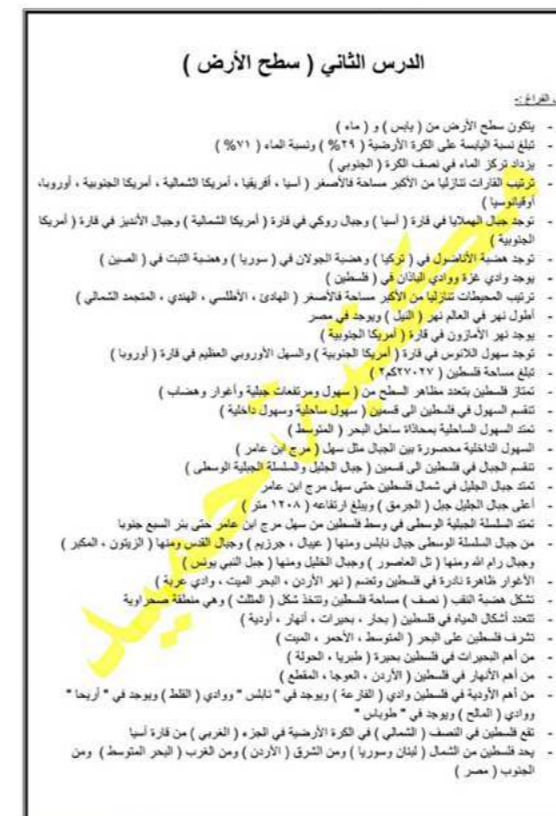 الدرس الثاني ( سطح الأرض )
الفراغ :-
- يتكون سطح الأرض من ( يابس ) و ( ماء )
- تبلغ نسبة اليابسة على الكرة الأرضية ( ٢٩% ) ونسبة الماء ( ٧١% )
- يزداد تركز الماء في نصف الكرة ( الجنوبي )
- ترتيب القارات تنازليا من الأكبر مساحة فالأصغر ( آسيا ، أفريقيا ، أمريكا الشمالية ، أمريكا الجنوبية ، أوروبا،
أوقيانوسيا )
- توجد جبال الهملايا في قارة ( آسيا ) وجبال روكي في قارة ( أمريكا الشمالية ) وجبال الأنديز في قارة ( أمريكا
الجنوبية )
- توجد هضبة الأناضول في ( تركيا ) وهضبة الجولان في ( سوريا ) وهضبة التبت في ( الصين )
- يوجد وادي غزة ووادي الباذان في ( فلسطين )
- ترتيب المحيطات تنازليا من الأكبر مساحة فالأصغر ( الهادئ ، الأطلسي ، الهندي ، المتجمد الشمالي )
- أطول نهر في العالم نهر ( النيل ) ويوجد في مصر
- يوجد نهر الأمازون في قارة ( أمريكا الجنوبية )
- توجد سهول اللانوس في قارة ( أمريكا الجنوبية ) والسهل الأوروبي العظيم في قارة ( أوروبا )
- تبلغ مساحة فلسطين ( ٢٧٠٢٧كم٢ )
- تمتاز فلسطين بتعدد مظاهر السطح من ( سهول ومرتفعات جبلية وأغوار وهضاب )
- تنقسم السهول في فلسطين الى قسمين ( سهول ساحلية وسهول داخلية )
- تمتد السهول الساحلية بمحاذاة ساحل البحر ( المتوسط )
- السهول الداخلية محصورة بين الجبال مثل سهل ( مرج ابن عامر )
- تنقسم الجبال في فلسطين الى قسمين ( جبال الجليل والسلسلة الجبلية الوسطى )
- تمتد جبال الجليل في شمال فلسطين حتى سهل مرج ابن عامر
- أعلى جبال الجليل جبل ( الجرمق ) ويبلغ ارتفاعه ( ١٢٠٨ متر )
- تمتد السلسلة الجبلية الوسطى في وسط فلسطين من سهل مرج ابن عامر حتى بئر السبع جنوبا
- من جبال السلسلة الوسطى جبال نابلس ومنها ( عيبال ، جرزيم ) وجبال القدس ومنها ( الزيتون ، المكبر )
وجبال رام الله ومنها ( تل العاصور ) وجبال الخليل ومنها ( جبل النبي يونس )
- الأغوار ظاهرة نادرة في فلسطين وتضم ( نهر الأردن ، البحر الميت ، وادي عربة )
- تشكل هضبة النقب ( نصف ) مساحة فلسطين وتتخذ شكل ( المثلث ) وهي منطقة صحراوية
- تتعدد أشكال المياه في فلسطين ( بحار ، بحيرات ، أنهار ، أودية )
- تشرف فلسطين على البحر ( المتوسط ، الأحمر ، الميت )
- من أهم البحيرات في فلسطين بحيرة ( طبريا ، الحولة )
- من أهم الأنهار في فلسطين ( الأردن ، العوجا ، المقطع )
- من أهم الأودية في فلسطين وادي ( الفارعة ) ويوجد في " نابلس " ووادي ( القلط ) ويوجد في " أريحا "
ووادي ( المالح ) ويوجد في " طوباس "
- تقع فلسطين في النصف ( الشمالي ) في الكرة الأرضية في الجزء ( الغربي ) من قارة آسيا
- يحد فلسطين من الشمال ( لبنان وسوريا ) ومن الشرق ( الأردن ) ومن الغرب ( البحر المتوسط ) ومن
الجنوب ( مصر )